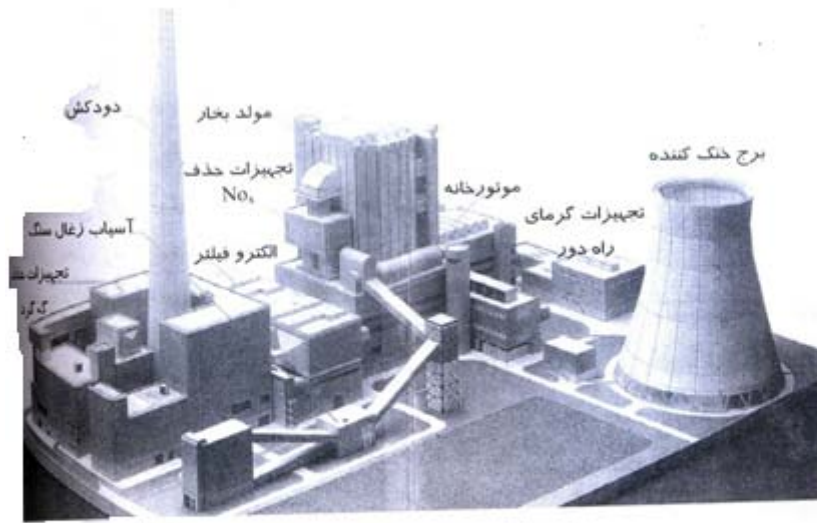 دودکش
مولد بخار
تجهیزات حذف
NOx
برج خنک کننده
موتورخانه
تجهیزات گرمای
راه دور
آسیاب زغال سنگ
الکترو فیلتر
تجهیزات
گوگرد